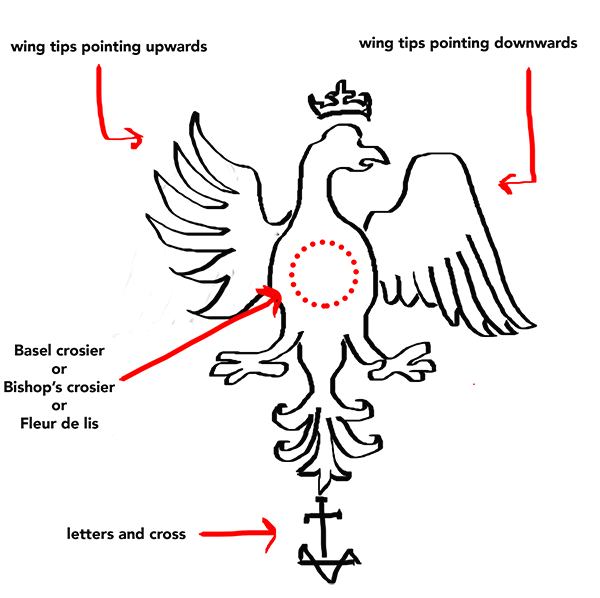 wing tips pointing upwards
wing tips pointing downwards
Basel crosier
or
Bishop's crosier
or
Fleur de lis
letters and cross